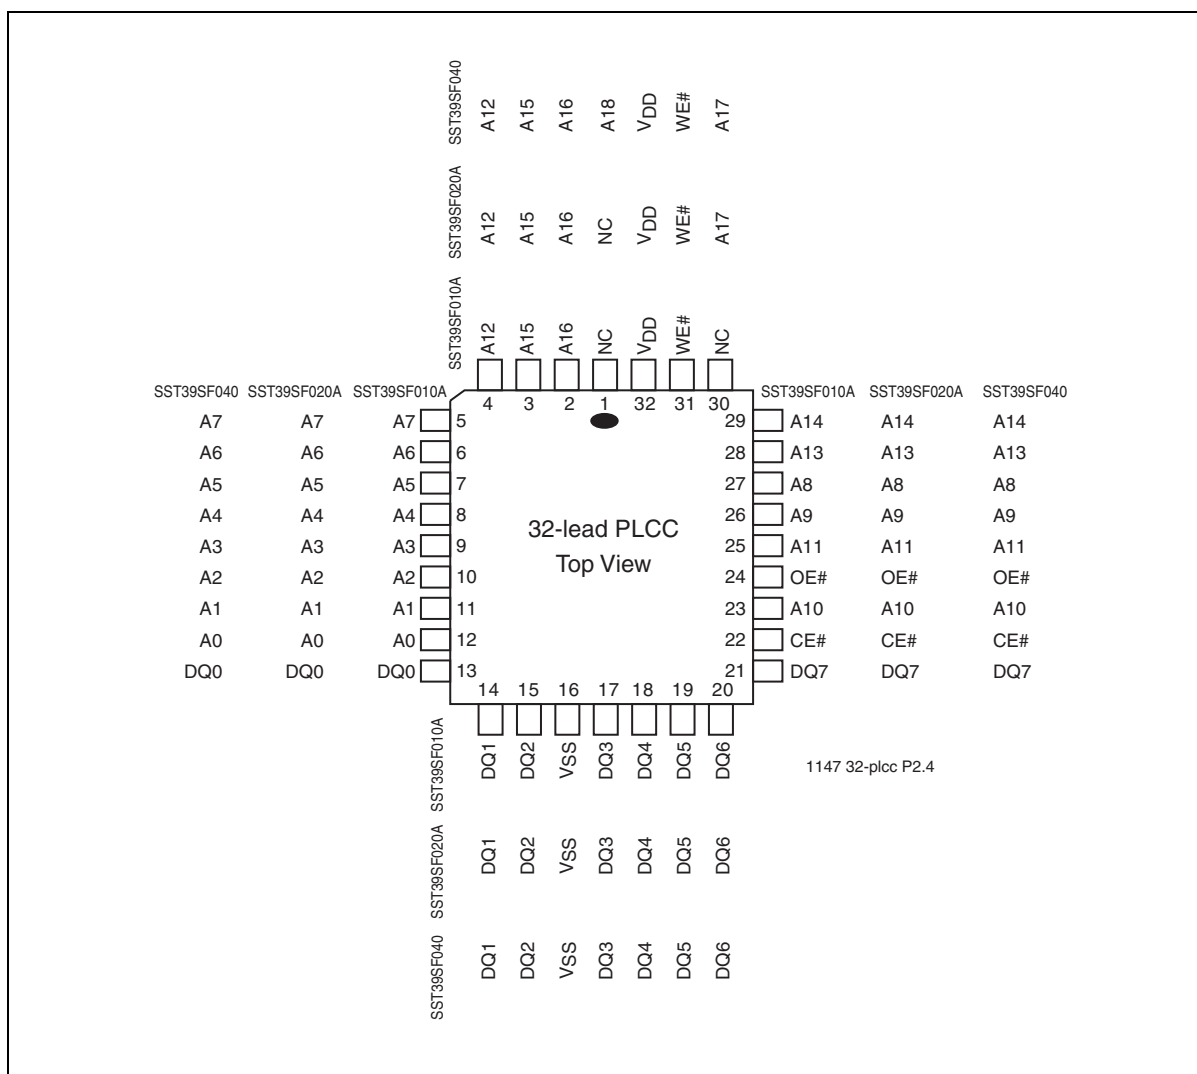 SST39SF040 A12 A15 A16 A18 VDD WE# A17
SST39SF020A A12 A15 A16 NC VDD WE# A17
SST39SF010A A12 A15 A16 NC VDD WE# NC
4 3 2 1 32 31 30
SST39SF040 SST39SF020A SST39SF010A SST39SF010A SST39SF020A SST39SF040
A7 A7 A7 5 29 A14 A14 A14
A6 A6 A6 6 28 A13 A13 A13
A5 A5 A5 7 27 A8 A8 A8
A4 A4 A4 8 26 A9 A9 A9
32-lead PLCC
A3 A3 A3 9 25 A11 A11 A11
Top View
A2 A2 A2 10 24 OE# OE# OE#
A1 A1 A1 11 23 A10 A10 A10
A0 A0 A0 12 22 CE# CE# CE#
DQ0 DQ0 DQ0 13 21 DQ7 DQ7 DQ7
14 15 16 17 18 19 20
SST39SF010A DQ1 DQ2 VSS DQ3 DQ4 DQ5 DQ6
1147 32-plcc P2.4
SST39SF020A DQ1 DQ2 VSS DQ3 DQ4 DQ5 DQ6
SST39SF040 DQ1 DQ2 VSS DQ3 DQ4 DQ5 DQ6